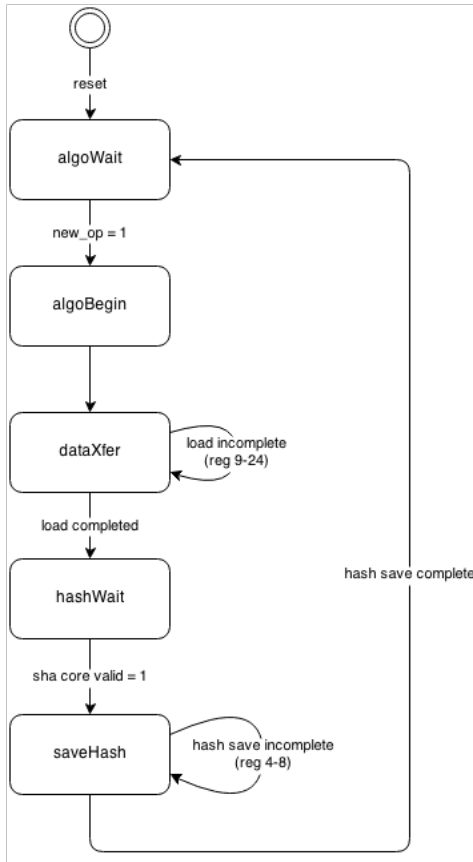 reset
algoWait
new_op = 1
algoBegin
dataXfer
load incomplete
(reg 9-24)
load completed
hashWait
hash save complete
sha core valid = 1
saveHash
hash save incomplete
(reg 4-8)